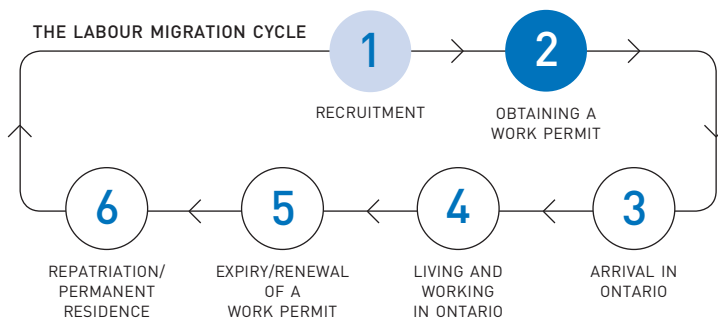 THE LABOUR MIGRATION CYCLE
1
RECRUITMENT
2
OBTAINING A
WORK PERMIT
3
ARRIVAL IN
ONTARIO
4
LIVING AND
WORKING
IN ONTARIO
5
EXPIRY/RENEWAL
OF A
WORK PERMIT
6
REPATRIATION/
PERMANENT
RESIDENCE